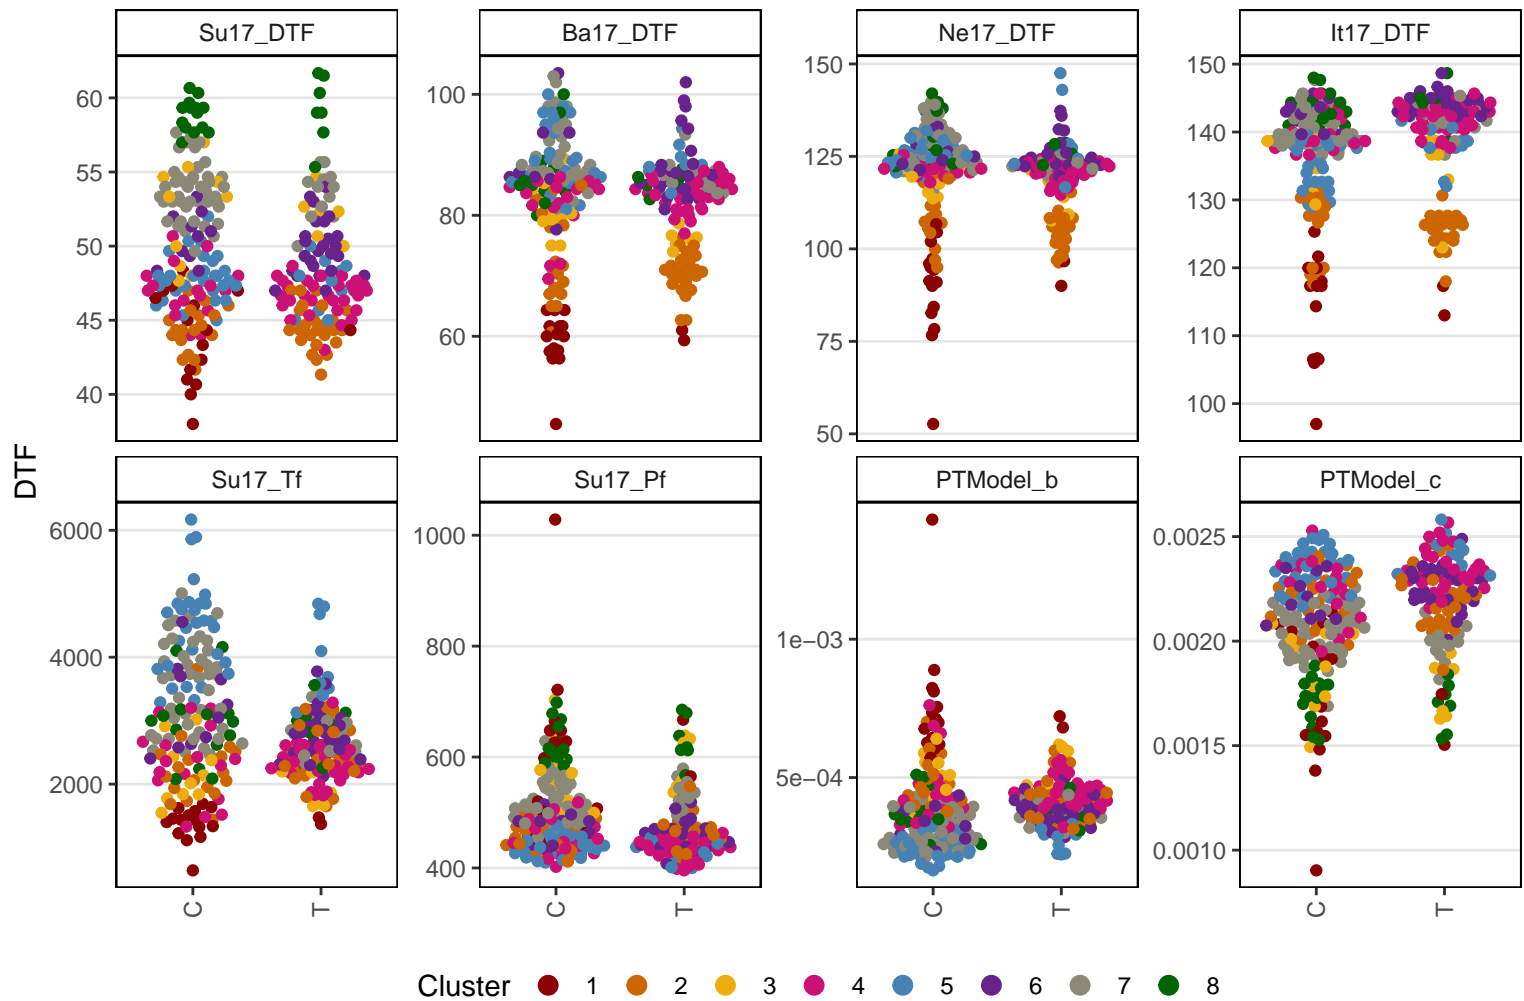 Su17_DTF
Ba17_DTF
Ne17_DTF
It17_DTF
60
55
50
45
40
100
80
60
150
125
100
75
50
150
140
130
120
110
100
DTF
Su17_Tf
Su17_Pf
PTModel_b
PTModel_c
6000
4000
2000
1000
800
600
400
1e−03
5e−04
0.0025
0.0020
0.0015
0.0010
C T
C T
C T
C T
Cluster 1 2 3 4 5 6 7 8